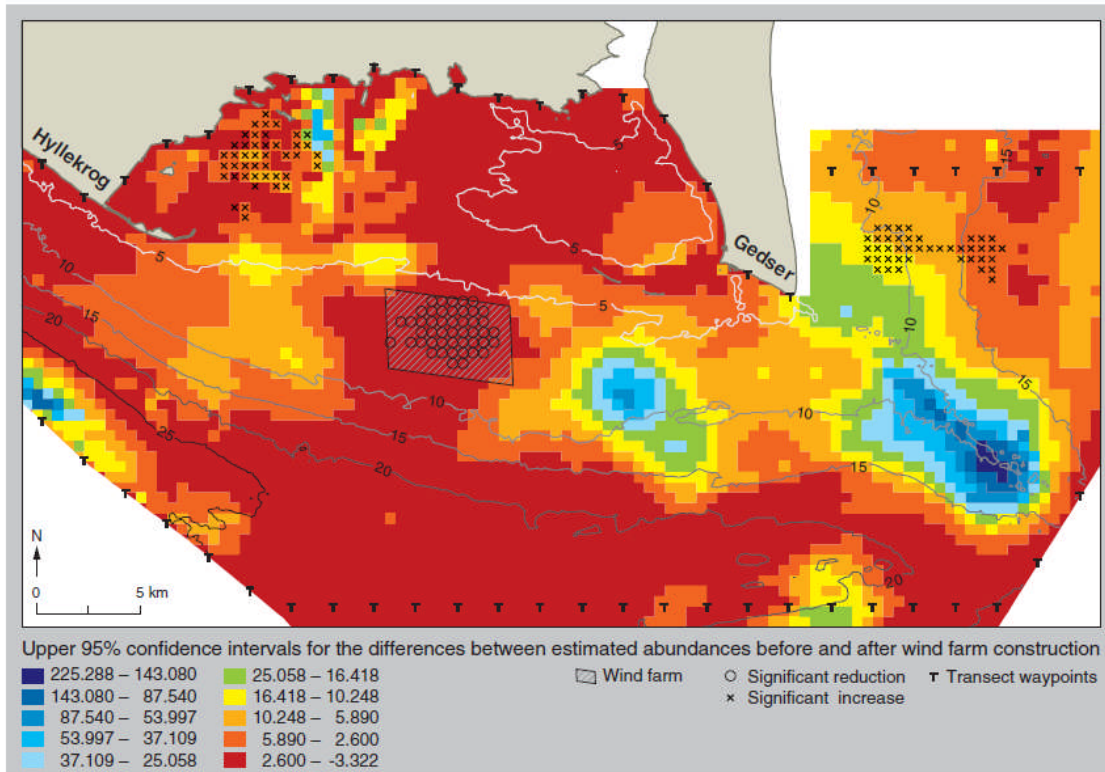 Hyllekrog
Gedser
5
5
5
5
10
10
10
10
10
15
15
15
15
15
20
20
20
25
N
0 5 km
Upper 95% confidence intervals for the differences between estimated abundances before and after wind farm construction
225.288 – 143.080
143.080 – 87.540
87.540 – 53.997
53.997 – 37.109
37.109 – 25.058
25.058 – 16.418
16.418 – 10.248
10.248 – 5.890
5.890 – 2.600
2.600 – -3.322
Wind farm
Significant reduction
Significant increase
Transect waypoints